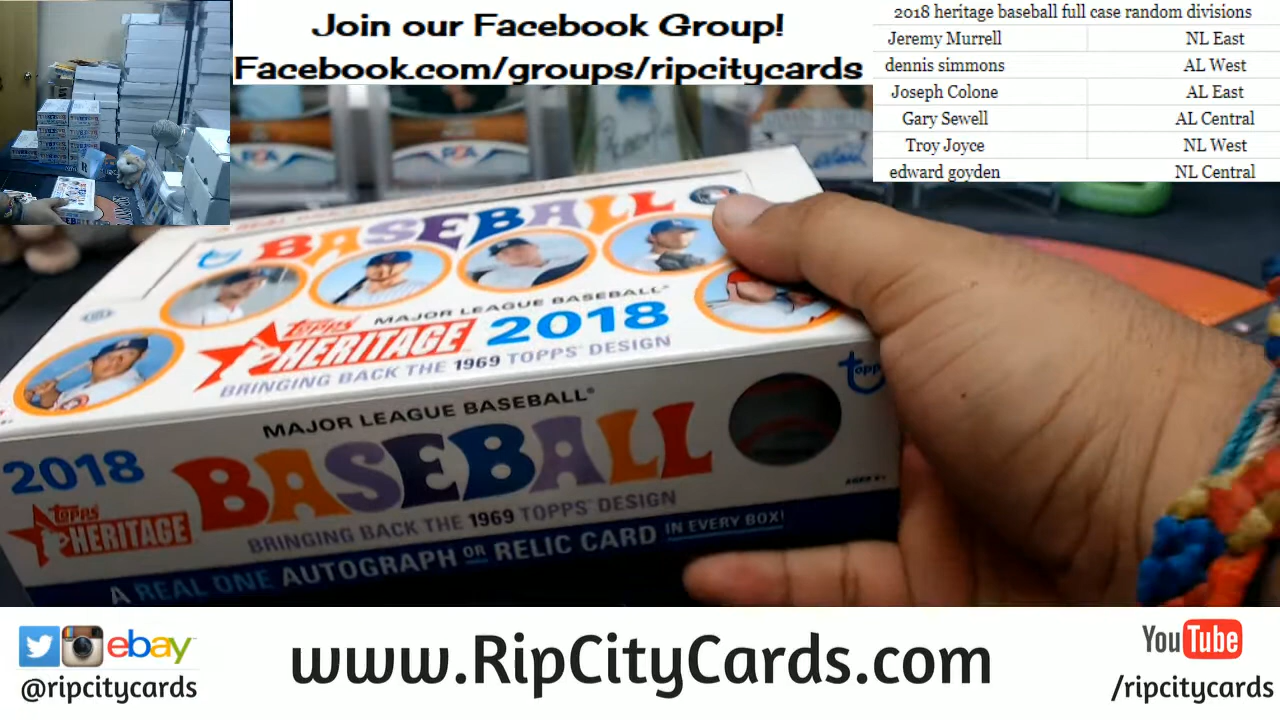 Join our Facebook Group!
Facebook.com/groups/ripcitycards
2018 heritage baseball full case random divisions
Jeremy Murrell NL East
dennis simmons AL West
Joseph Colone AL East
Gary Sewell AL Central
Troy Joyce NL West
edward goyden NL Central
PSA
PSA
BASEBALL
MAJOR LEAGUE BASEBALL
Topps HERITAGE 2018
BRINGING BACK THE 1969 TOPPS DESIGN
topps
MAJOR LEAGUE BASEBALL®
2018 BASEBALL
TOPPS HERITAGE
BRINGING BACK THE 1969 TOPPS DESIGN
A REAL ONE AUTOGRAPH OR RELIC CARD IN EVERY BOX!
ebay
@ripcitycards
www.RipCityCards.com
YouTube
/ripcitycards